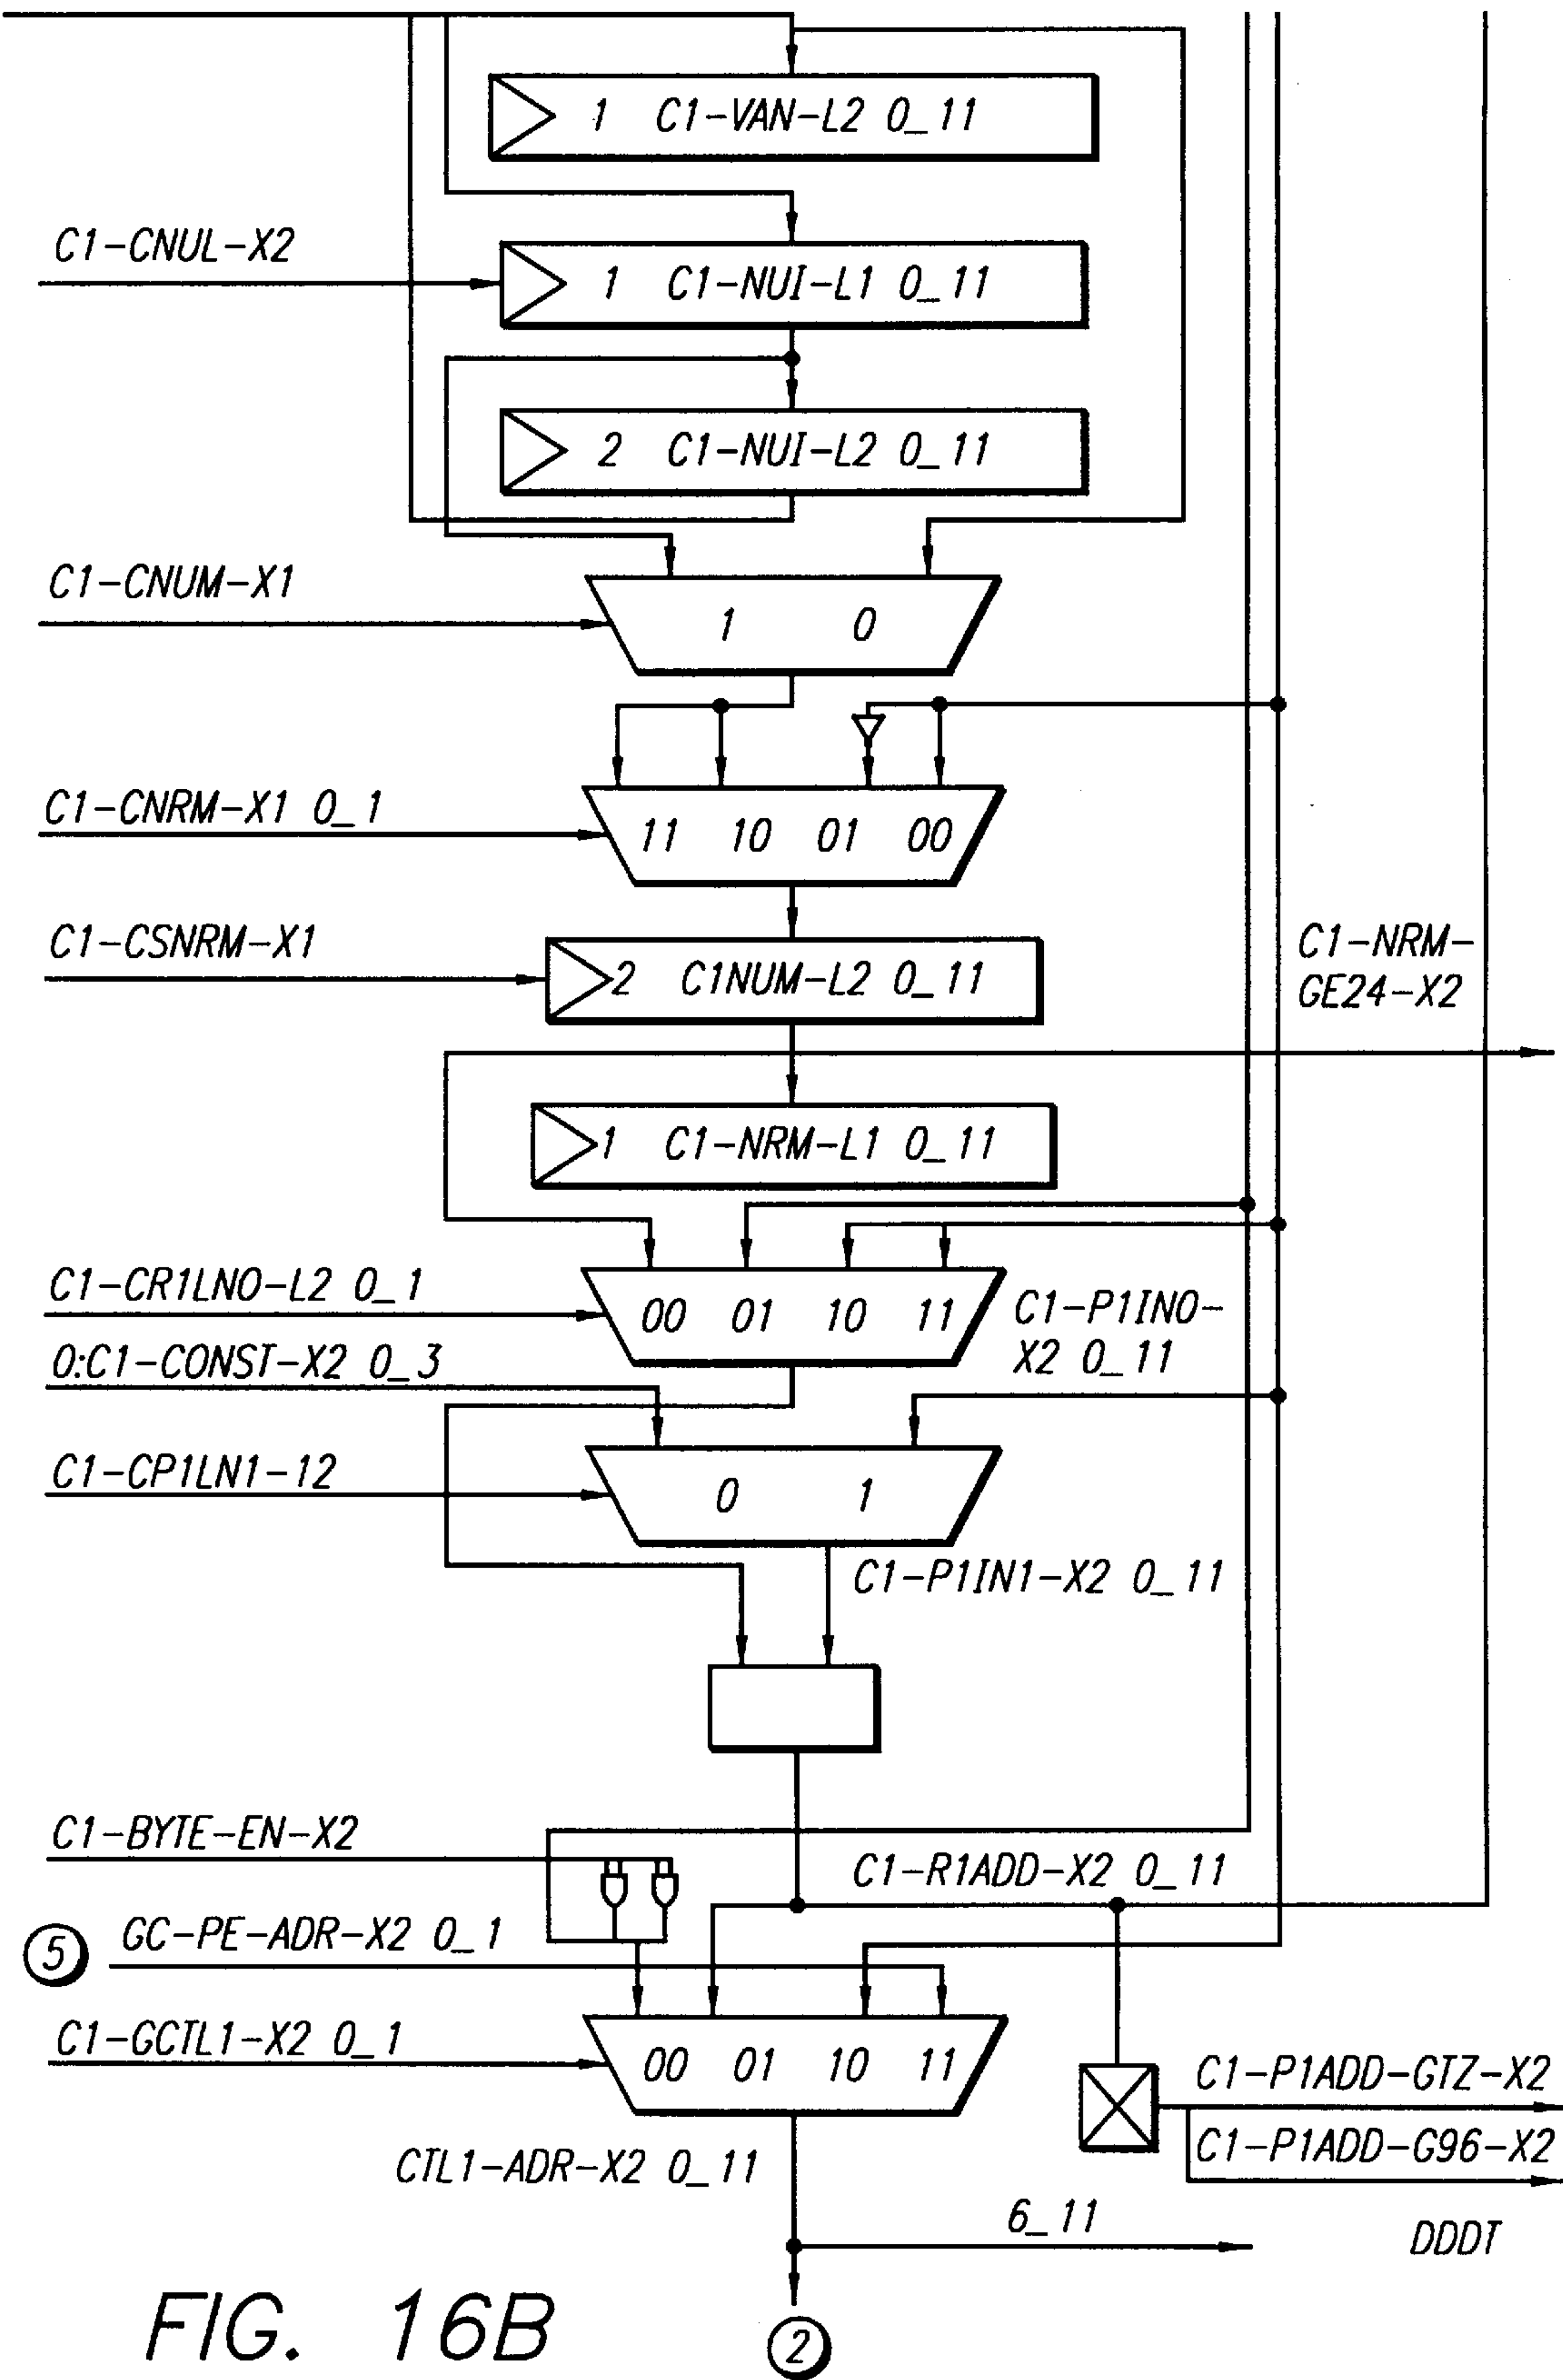 1 C1-VAN-L2 0_11
C1-CNUL-X2
1 C1-NUI-L1 0_11
2 C1-NUI-L2 0_11
C1-CNUM-X1
1 0
C1-CNRM-X1 0_1
11 10 01 00
C1-CSNRM-X1
2 C1NUM-L2 0_11
C1-NRM-
GE24-X2
1 C1-NRM-L1 0_11
C1-CR1LNO-L2 0_1
00 01 10 11
C1-P1INO-
X2 0_11
0:C1-CONST-X2 0_3
C1-CP1LN1-12
0 1
C1-P1IN1-X2 0_11
C1-BYTE-EN-X2
C1-R1ADD-X2 0_11
5 GC-PE-ADR-X2 0_1
C1-GCTL1-X2 0_1
00 01 10 11
C1-P1ADD-GTZ-X2
C1-P1ADD-G96-X2
CTL1-ADR-X2 0_11
6_11
DDDT
FIG. 16B
2